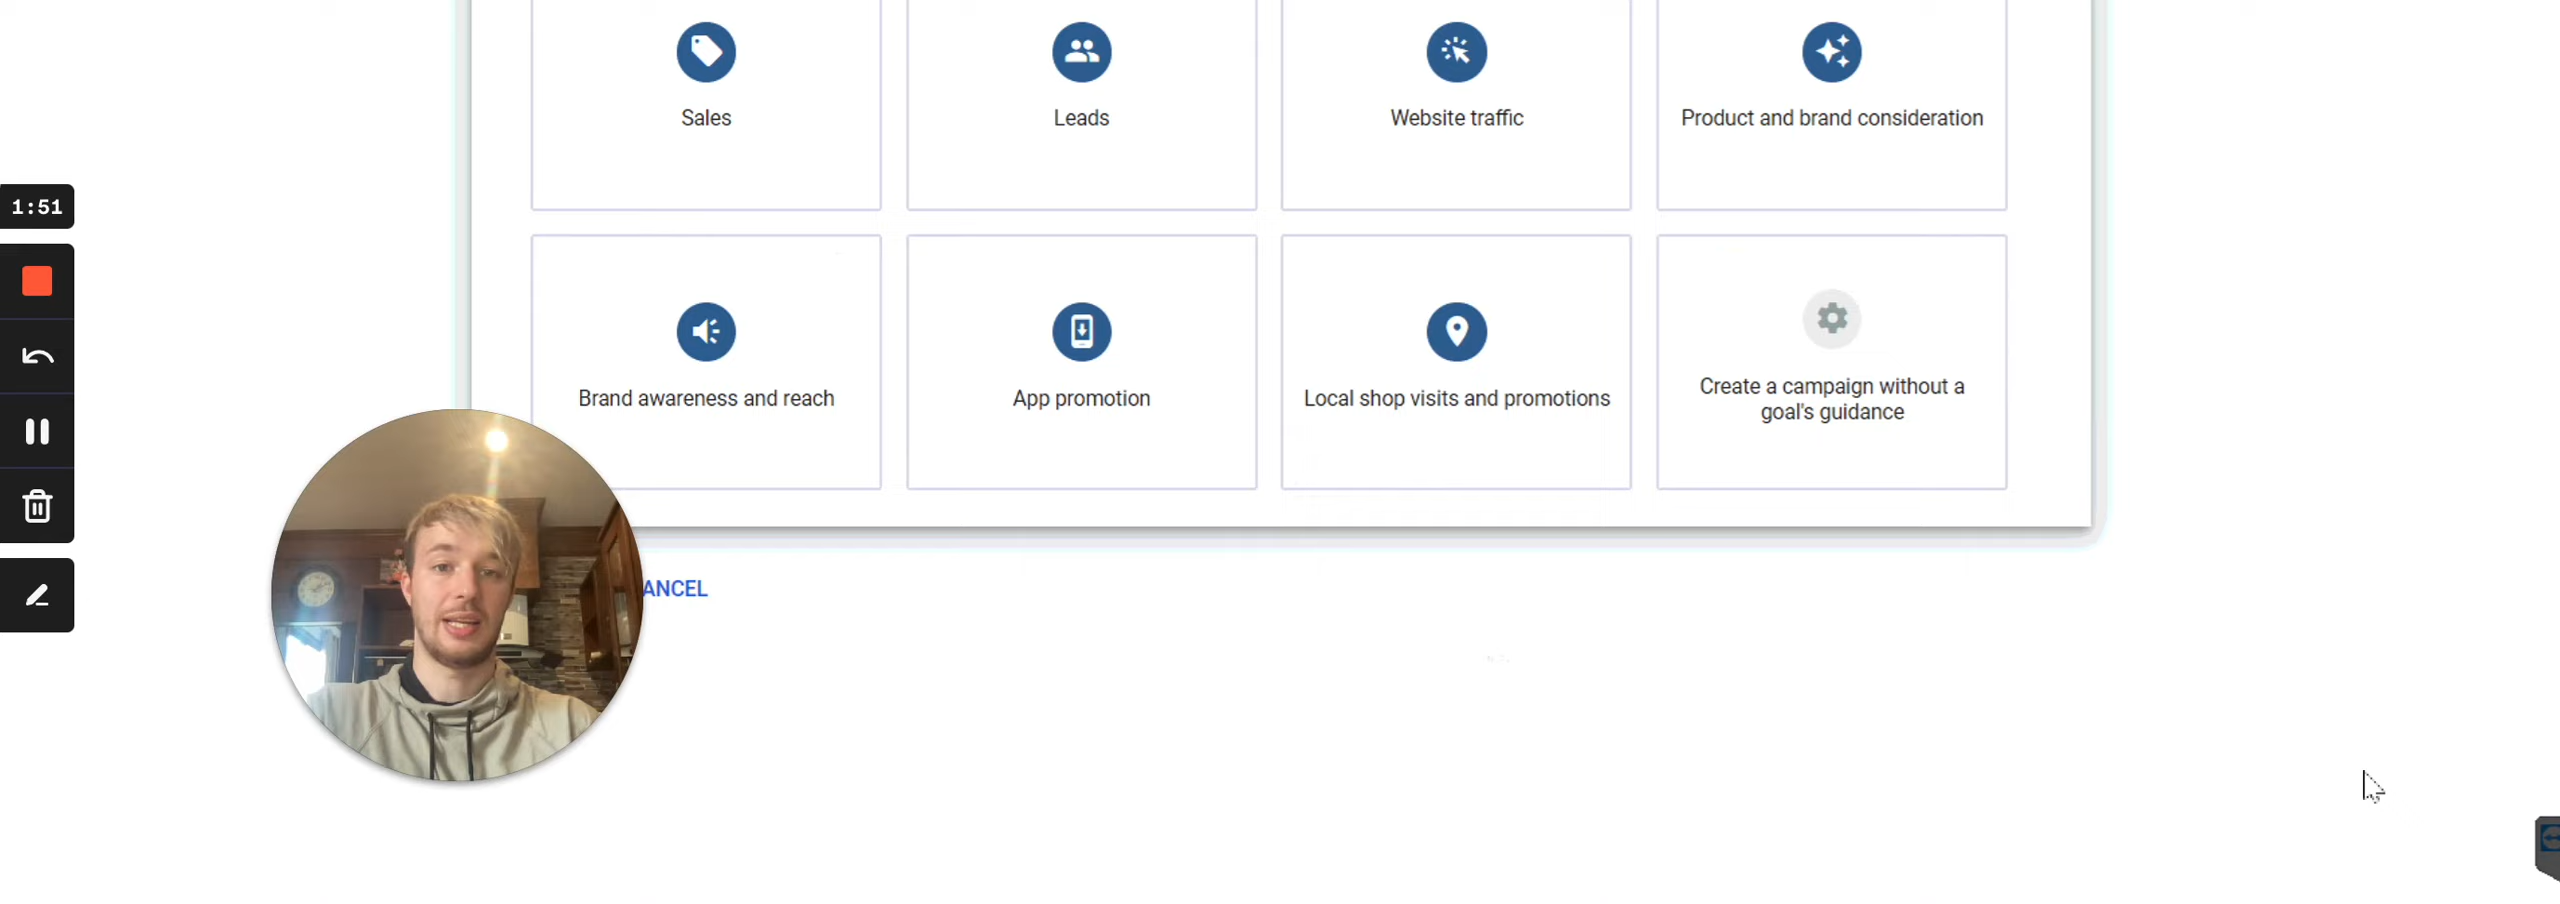 Sales
Leads
Website traffic
Product and brand consideration
1:51
Brand awareness and reach
App promotion
Local shop visits and promotions
Create a campaign without a
goal's guidance
ANCEL